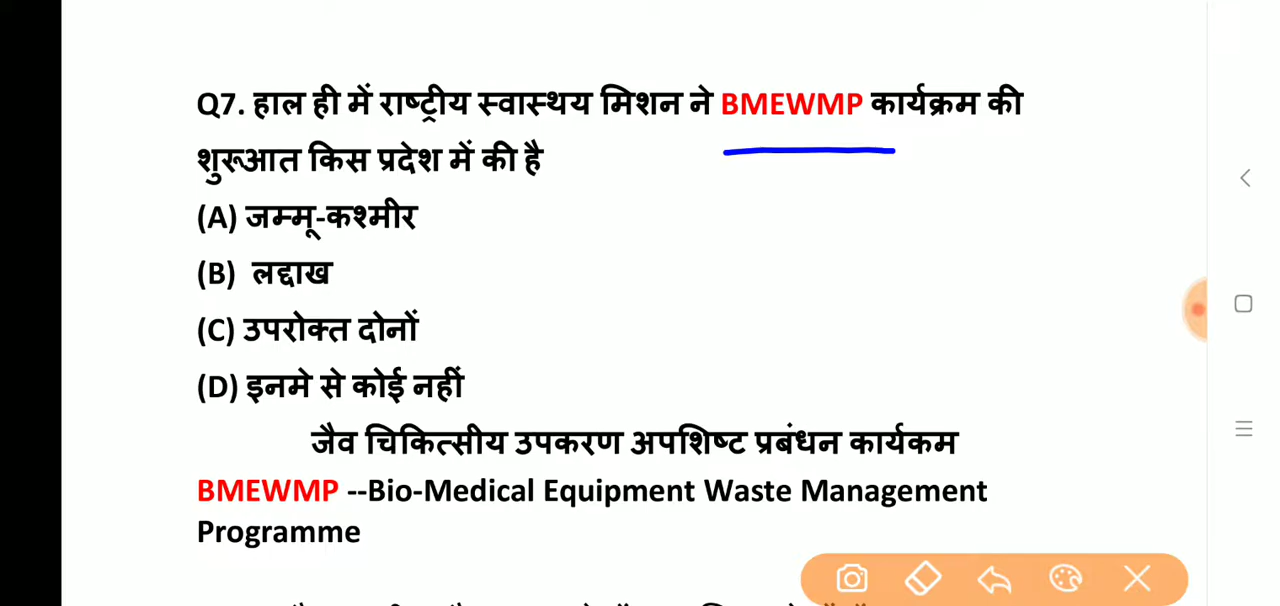 Q7. हाल ही में राष्ट्रीय स्वास्थय मिशन ने BMEWMP कार्यक्रम की
शुरूआत किस प्रदेश में की है
(A) जम्मू-कश्मीर
(B) लद्दाख
(C) उपरोक्त दोनों
(D) इनमे से कोई नहीं
जैव चिकित्सीय उपकरण अपशिष्ट प्रबंधन कार्यकम
BMEWMP --Bio-Medical Equipment Waste Management
Programme